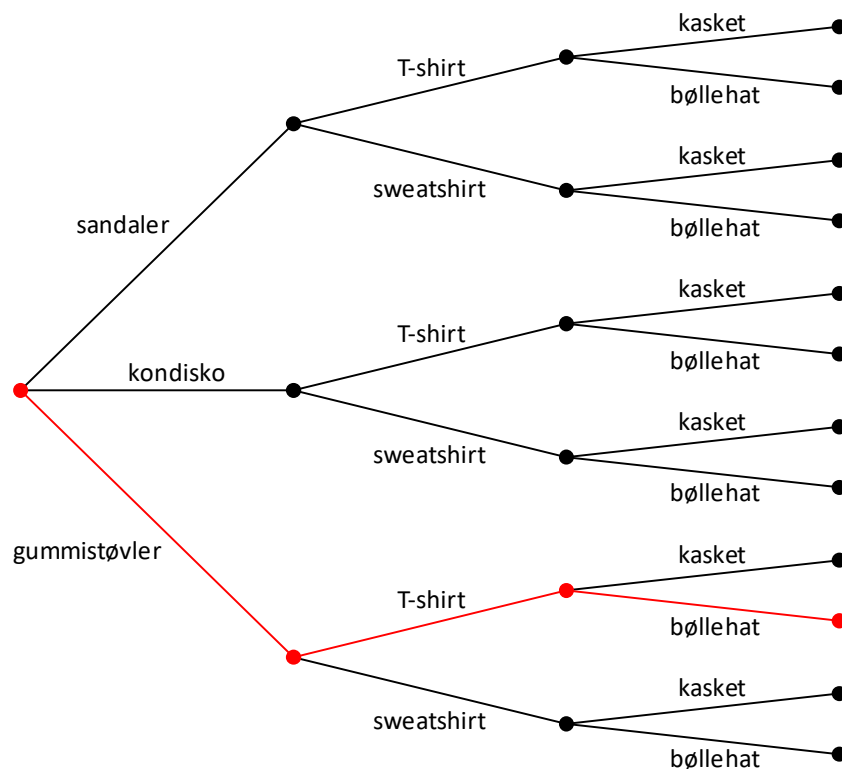 kasket
T-shirt
bøllehat
kasket
sweatshirt
bøllehat
sandaler
kasket
T-shirt
bøllehat
kondisko
kasket
sweatshirt
bøllehat
gummistøvler
kasket
T-shirt
bøllehat
kasket
sweatshirt
bøllehat